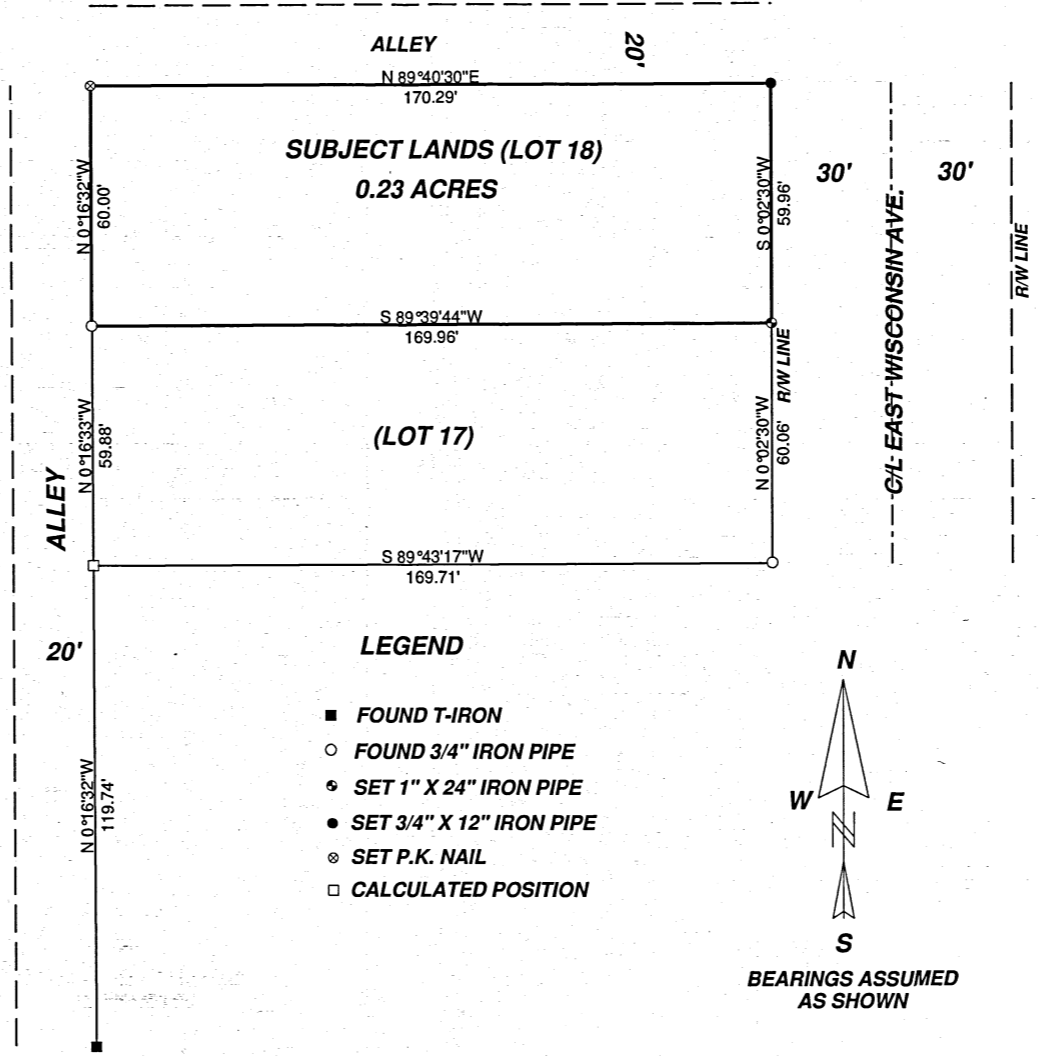 ALLEY
20'
N 89°40'30"E
170.29'
SUBJECT LANDS (LOT 18)
0.23 ACRES
N 0°16'32"W
60.00'
S 0°02'30"W
59.96'
30'
30'
C/L EAST WISCONSIN AVE.
R/W LINE
S 89°39'44"W
169.96'
R/W LINE
(LOT 17)
N 0°16'33"W
59.88'
N 0°02'30"W
60.06'
ALLEY
S 89°43'17"W
169.71'
20'
LEGEND
FOUND T-IRON
FOUND 3/4" IRON PIPE
SET 1" X 24" IRON PIPE
SET 3/4" X 12" IRON PIPE
SET P.K. NAIL
CALCULATED POSITION
N 0°16'32"W
119.74'
N
W E
N
S
BEARINGS ASSUMED
AS SHOWN